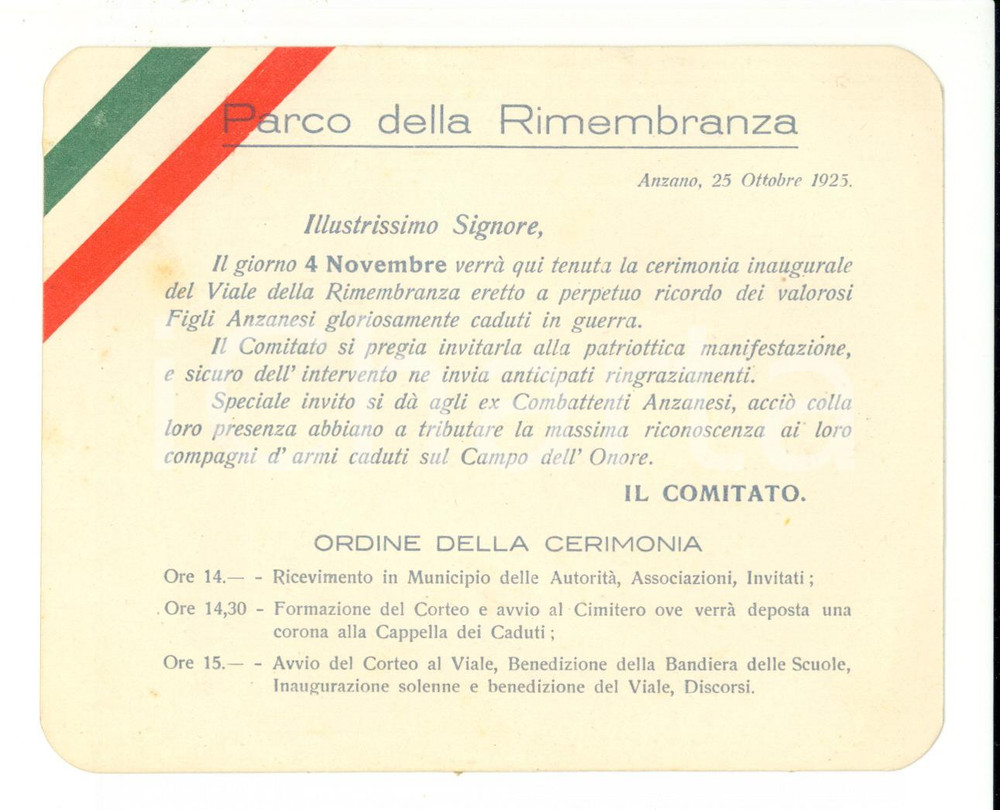 Parco della Rimembranza
Anzano, 25 Ottobre 1925.
Illustrissimo Signore,
Il giorno 4 Novembre verrà qui tenuta la cerimonia inaugurale
del Viale della Rimembranza eretto a perpetuo ricordo dei valorosi
Figli Anzanesi gloriosamente caduti in guerra.
Il Comitato si pregia invitarla alla patriottica manifestazione,
e sicuro dell' intervento ne invia anticipati ringraziamenti.
Speciale invito si dà agli ex Combattenti Anzanesi, acciò colla
loro presenza abbiano a tributare la massima riconoscenza ai loro
compagni d' armi caduti sul Campo dell' Onore.
IL COMITATO.
ORDINE DELLA CERIMONIA
Ore 14.— - Ricevimento in Municipio delle Autorità, Associazioni, Invitati ;
Ore 14,30 - Formazione del Corteo e avvio al Cimitero ove verrà deposta una
corona alla Cappella dei Caduti ;
Ore 15.— - Avvio del Corteo al Viale, Benedizione della Bandiera delle Scuole,
Inaugurazione solenne e benedizione del Viale, Discorsi.